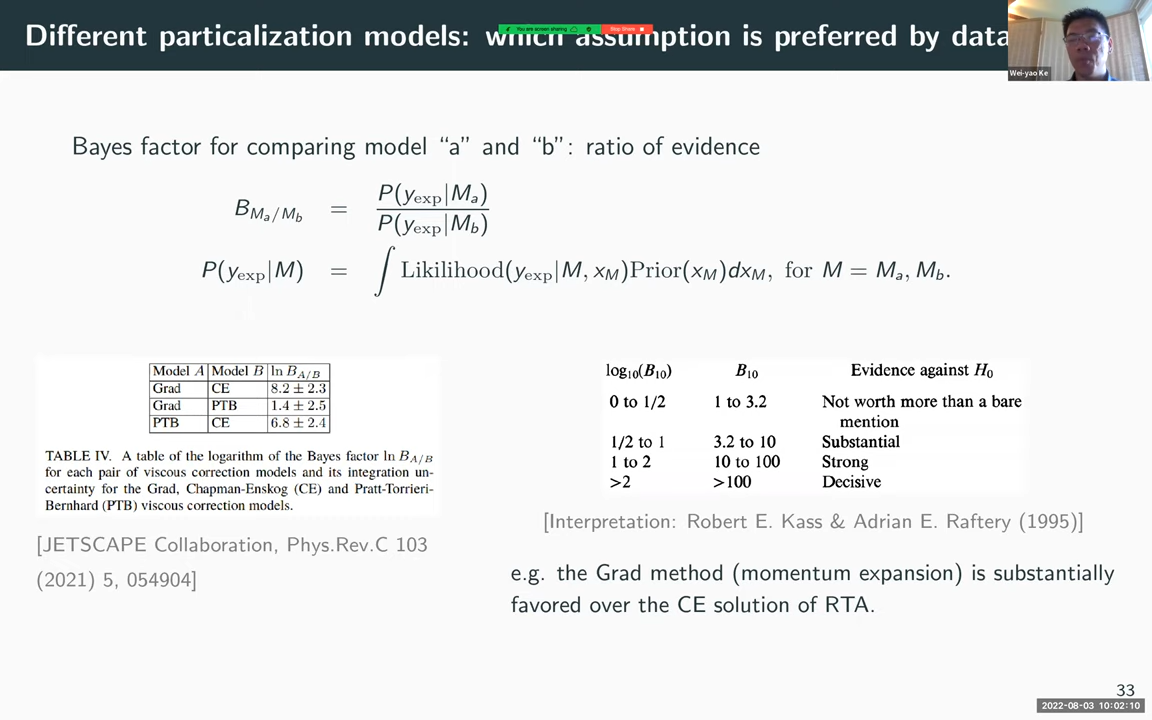 Different particalization models: which assumption is preferred by data
You are screen sharing
Stop Share
Wei-yao Ke
Bayes factor for comparing model “a” and “b”: ratio of evidence
B_{M_a/M_b} = P(y_exp|M_a) / P(y_exp|M_b)
P(y_exp|M) = ∫ Likilihood(y_exp|M, x_M)Prior(x_M)dx_M, for M = M_a, M_b.
Model A Model B ln B_{A/B}
Grad CE 8.2 ± 2.3
Grad PTB 1.4 ± 2.5
PTB CE 6.8 ± 2.4
TABLE IV. A table of the logarithm of the Bayes factor ln B_{A/B}
for each pair of viscous correction models and its integration un-
certainty for the Grad, Chapman-Enskog (CE) and Pratt-Torrieri-
Bernhard (PTB) viscous correction models.
[JETSCAPE Collaboration, Phys.Rev.C 103
(2021) 5, 054904]
log₁₀(B₁₀) B₁₀ Evidence against H₀
0 to 1/2 1 to 3.2 Not worth more than a bare
mention
1/2 to 1 3.2 to 10 Substantial
1 to 2 10 to 100 Strong
>2 >100 Decisive
[Interpretation: Robert E. Kass & Adrian E. Raftery (1995)]
e.g. the Grad method (momentum expansion) is substantially
favored over the CE solution of RTA.
33
2022-08-03 10:02:10